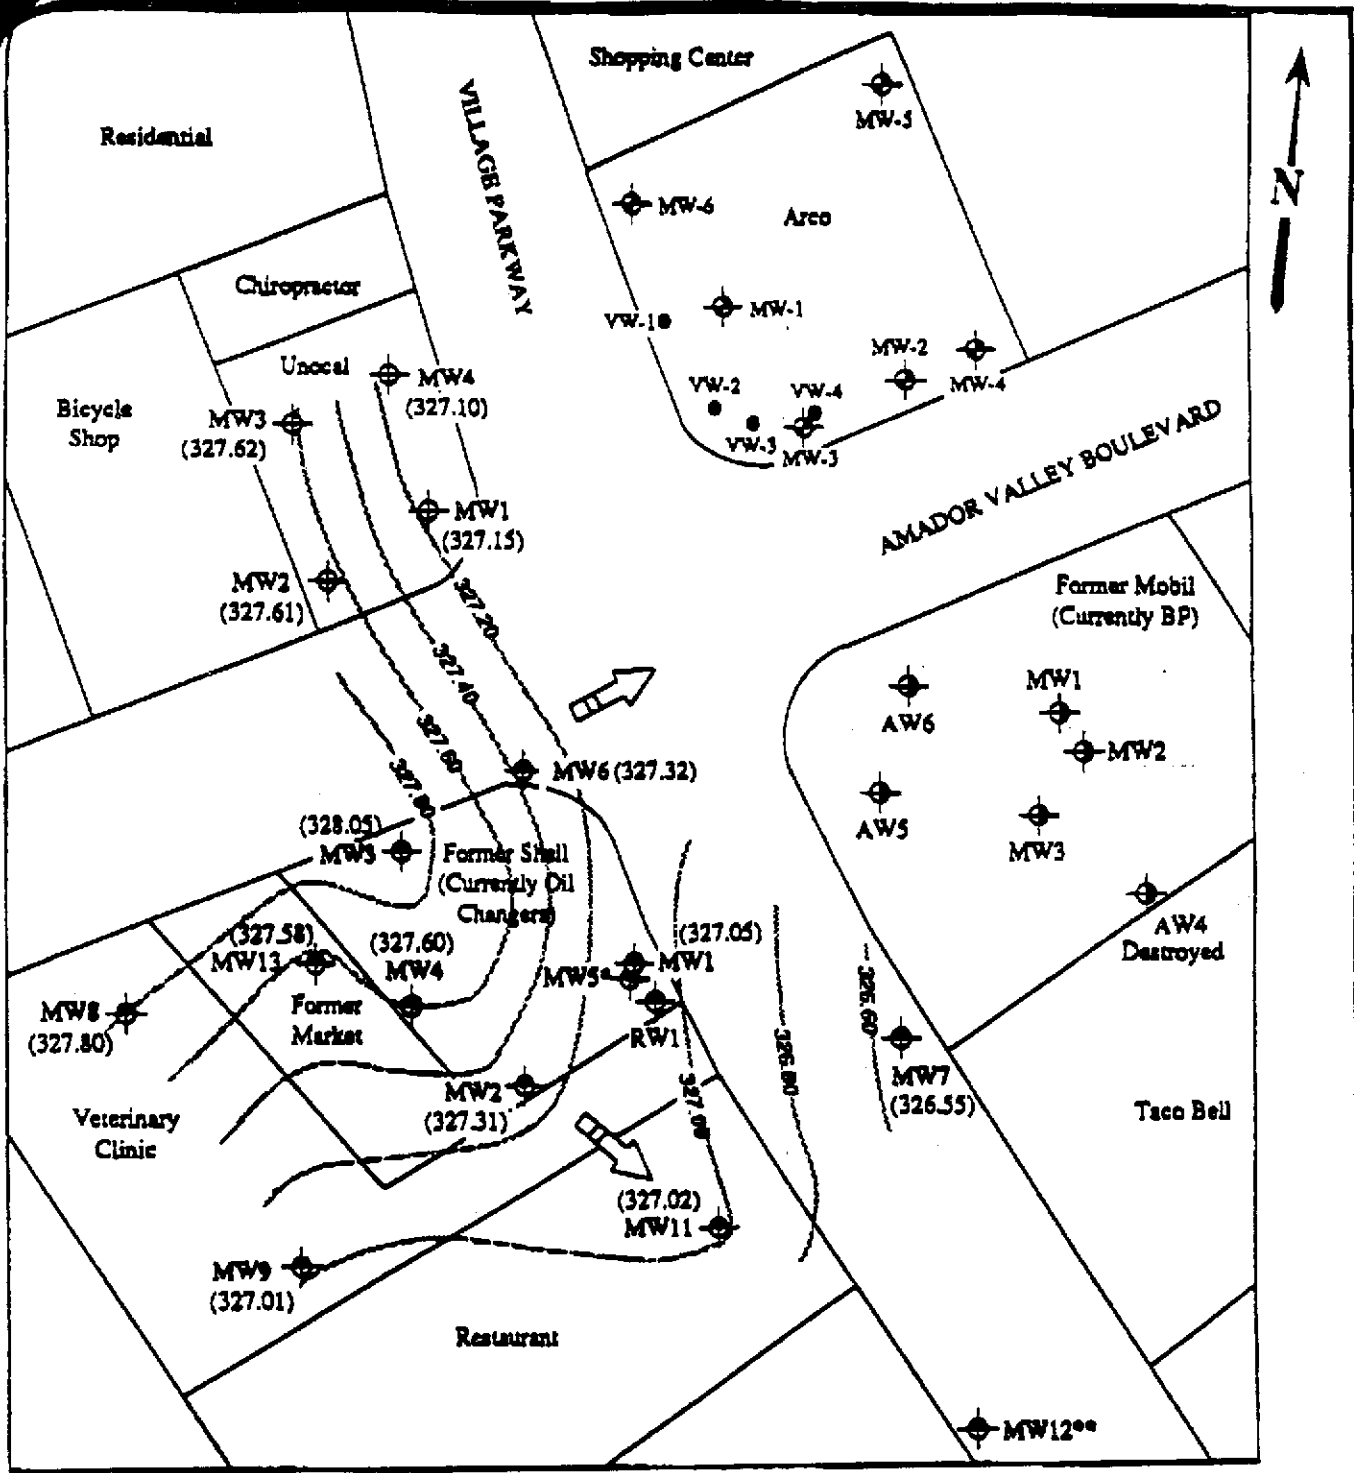 Shopping Center
MW-5
Residential
VILLAGE PARKWAY
N
MW-6
Arco
Chiropractor
MW-1
VW-1
Unocal
MW4
(327.10)
MW-2
MW-4
VW-2
VW-4
Bicycle
Shop
MW3
(327.62)
VW-3
MW-3
AMADOR VALLEY BOULEVARD
MW1
(327.15)
MW2
(327.61)
327.20
Former Mobil
(Currently BP)
327.40
327.60
327.80
AW6
MW1
MW2
MW6 (327.32)
AW5
MW3
(328.05)
MW3
Former Shell
(Currently Oil
Changers)
AW4
Destroyed
(327.58)
MW13
(327.60)
MW4
(327.05)
MW1
MW5*
RW1
MW8
(327.80)
Former
Market
326.60
326.80
327.00
MW7
(326.55)
MW2
(327.31)
Veterinary
Clinic
Taco Bell
(327.02)
MW11
MW9
(327.01)
Restaurant
MW12**